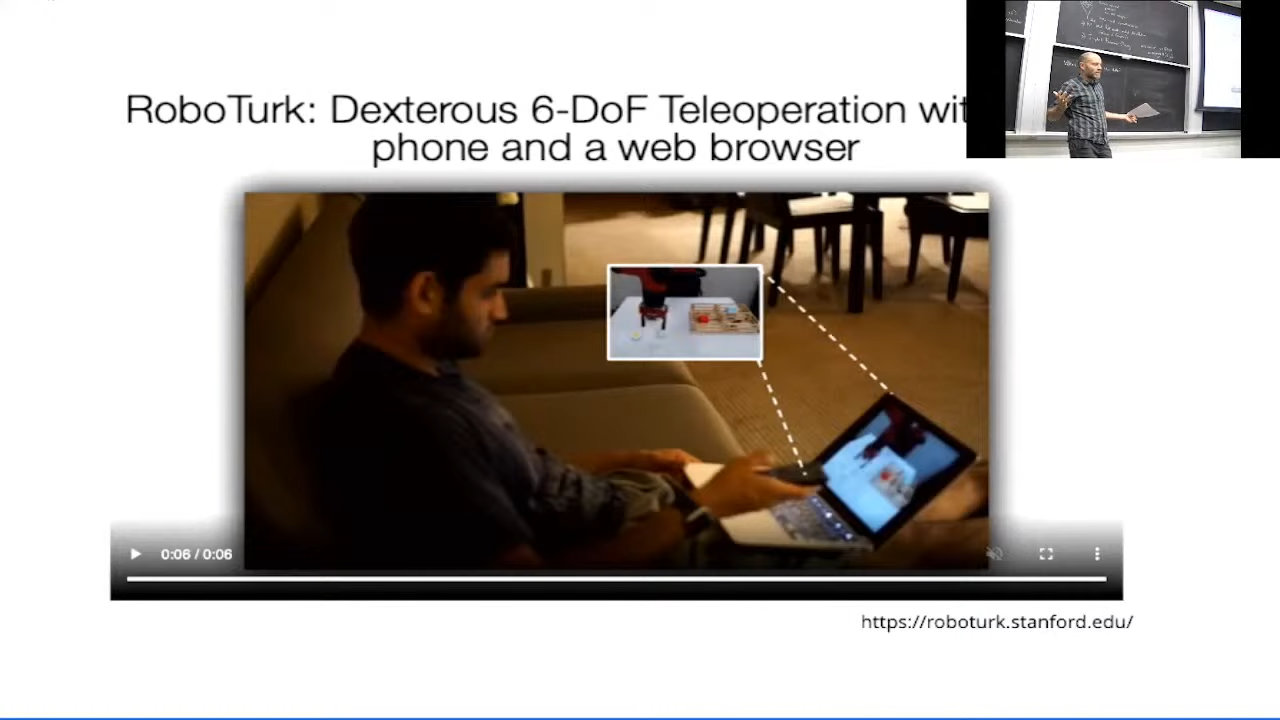 RoboTurk: Dexterous 6-DoF Teleoperation wit
phone and a web browser
0:06 / 0:06
https://roboturk.stanford.edu/